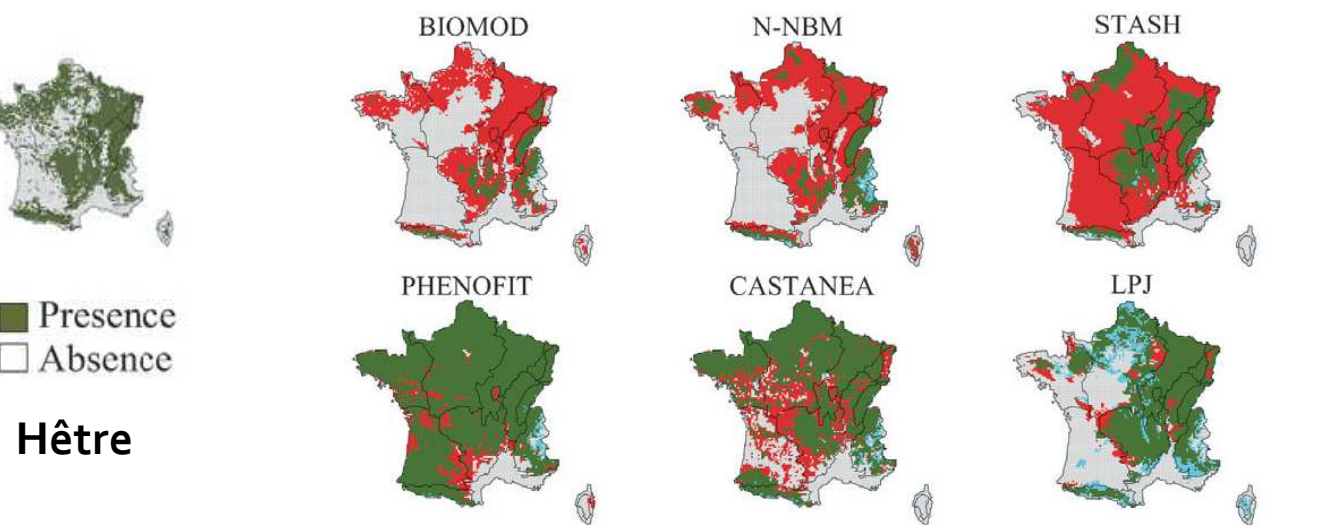 BIOMOD
N-NBM
STASH
PHENOFIT
CASTANEA
LPJ
Presence
Absence
Hêtre